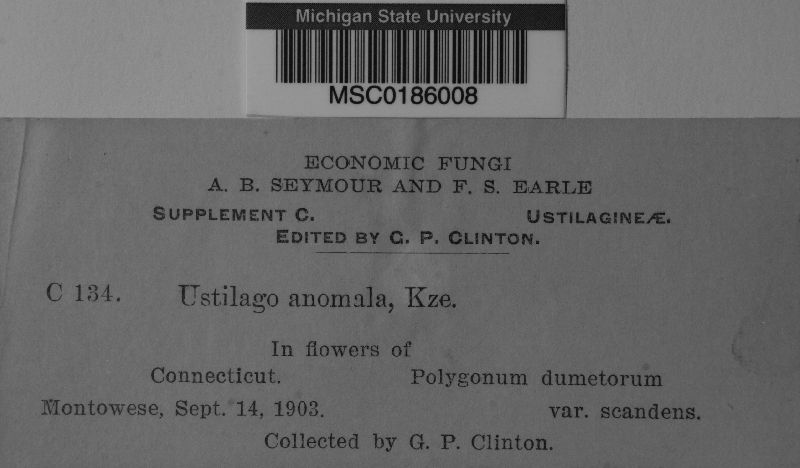 Michigan State University
MSC0186008
ECONOMIC FUNGI
A. B. SEYMOUR AND F. S. EARLE
SUPPLEMENT C. USTILAGINEÆ.
EDITED BY G. P. CLINTON.
C 134. Ustilago anomala, Kze.
In flowers of
Connecticut. Polygonum dumetorum
Montowese, Sept. 14, 1903. var. scandens.
Collected by G. P. Clinton.